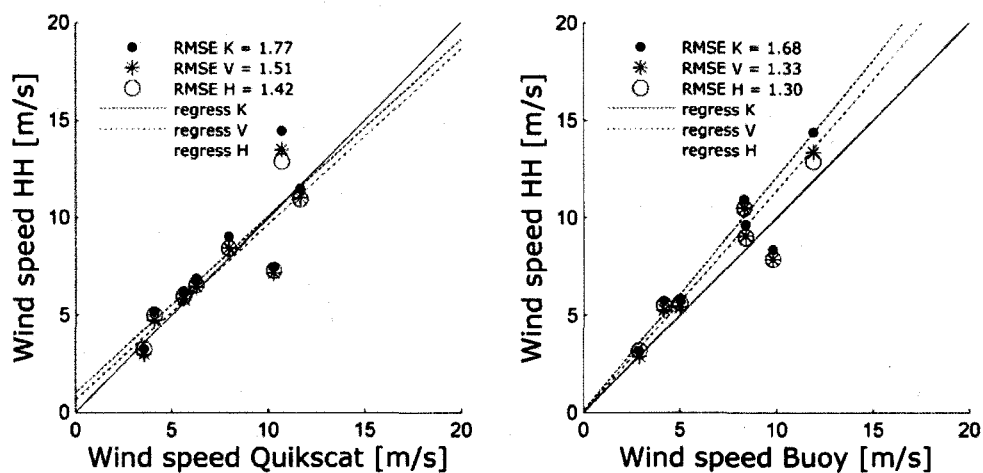 20
15
10
5
0
Wind speed HH [m/s]
RMSE K = 1.77
RMSE V = 1.51
RMSE H = 1.42
regress K
regress V
regress H
0 5 10 15 20
Wind speed Quikscat [m/s]
20
15
10
5
0
Wind speed HH [m/s]
RMSE K = 1.68
RMSE V = 1.33
RMSE H = 1.30
regress K
regress V
regress H
0 5 10 15 20
Wind speed Buoy [m/s]